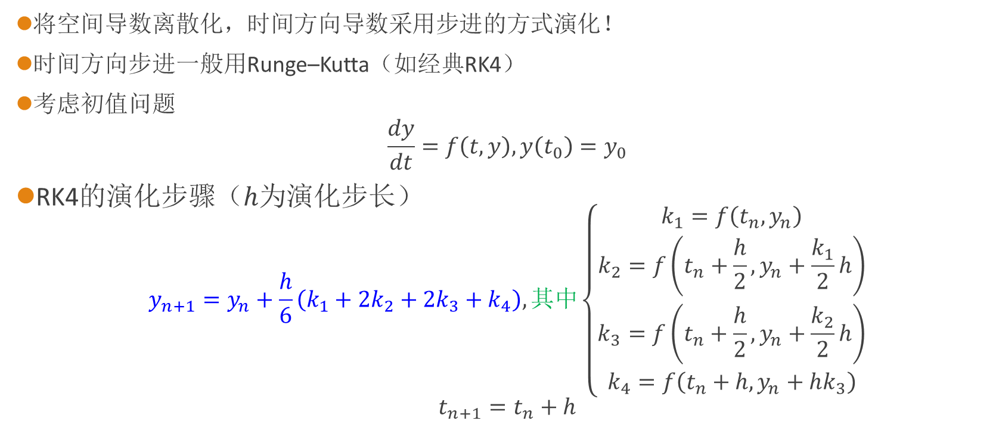 ●将空间导数离散化，时间方向导数采用步进的方式演化！
●时间方向步进一般用Runge–Kutta（如经典RK4）
●考虑初值问题
$\frac{dy}{dt} = f(t, y), y(t_0) = y_0$
●RK4的演化步骤（$h$为演化步长）
$y_{n+1} = y_n + \frac{h}{6}(k_1 + 2k_2 + 2k_3 + k_4)$, 其中
$k_1 = f(t_n, y_n)$
$k_2 = f\left(t_n + \frac{h}{2}, y_n + \frac{k_1}{2}h\right)$
$k_3 = f\left(t_n + \frac{h}{2}, y_n + \frac{k_2}{2}h\right)$
$k_4 = f(t_n + h, y_n + hk_3)$
$t_{n+1} = t_n + h$